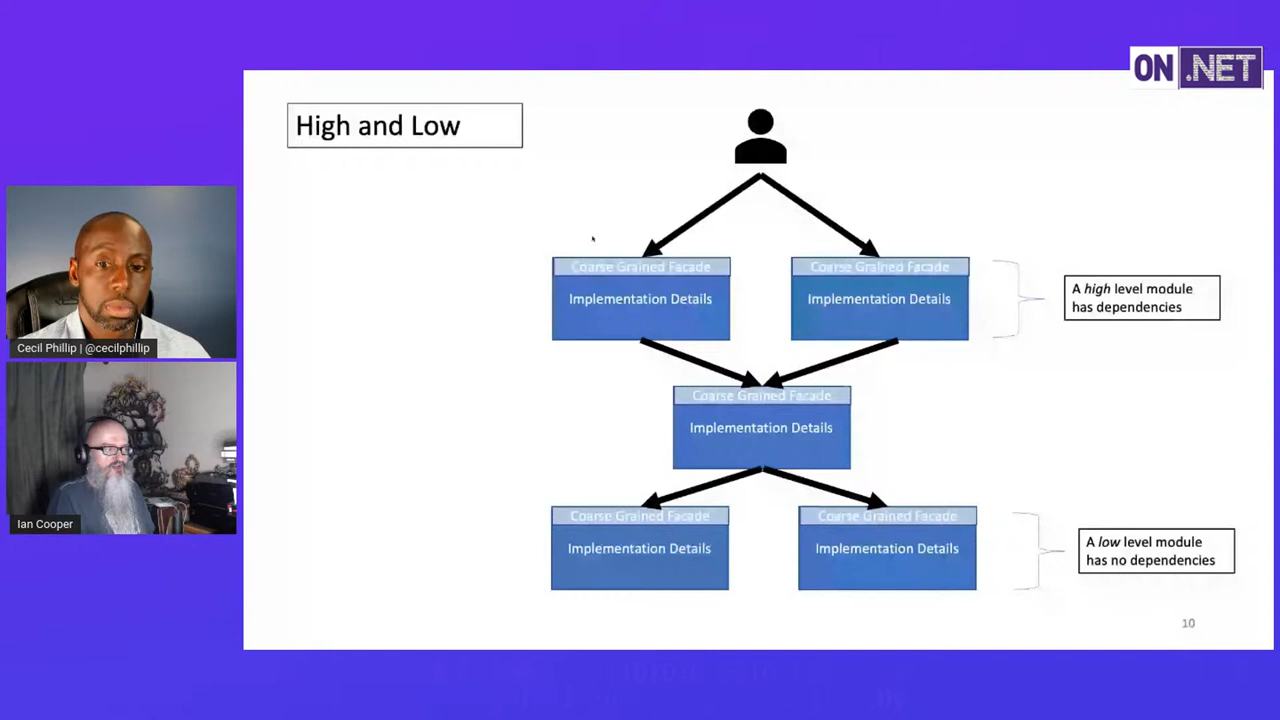 ON .NET
High and Low
Coarse Grained Facade
Implementation Details
Coarse Grained Facade
Implementation Details
A high level module
has dependencies
Cecil Phillip | @cecilphillip
Coarse Grained Facade
Implementation Details
Ian Cooper
Coarse Grained Facade
Implementation Details
Coarse Grained Facade
Implementation Details
A low level module
has no dependencies
10